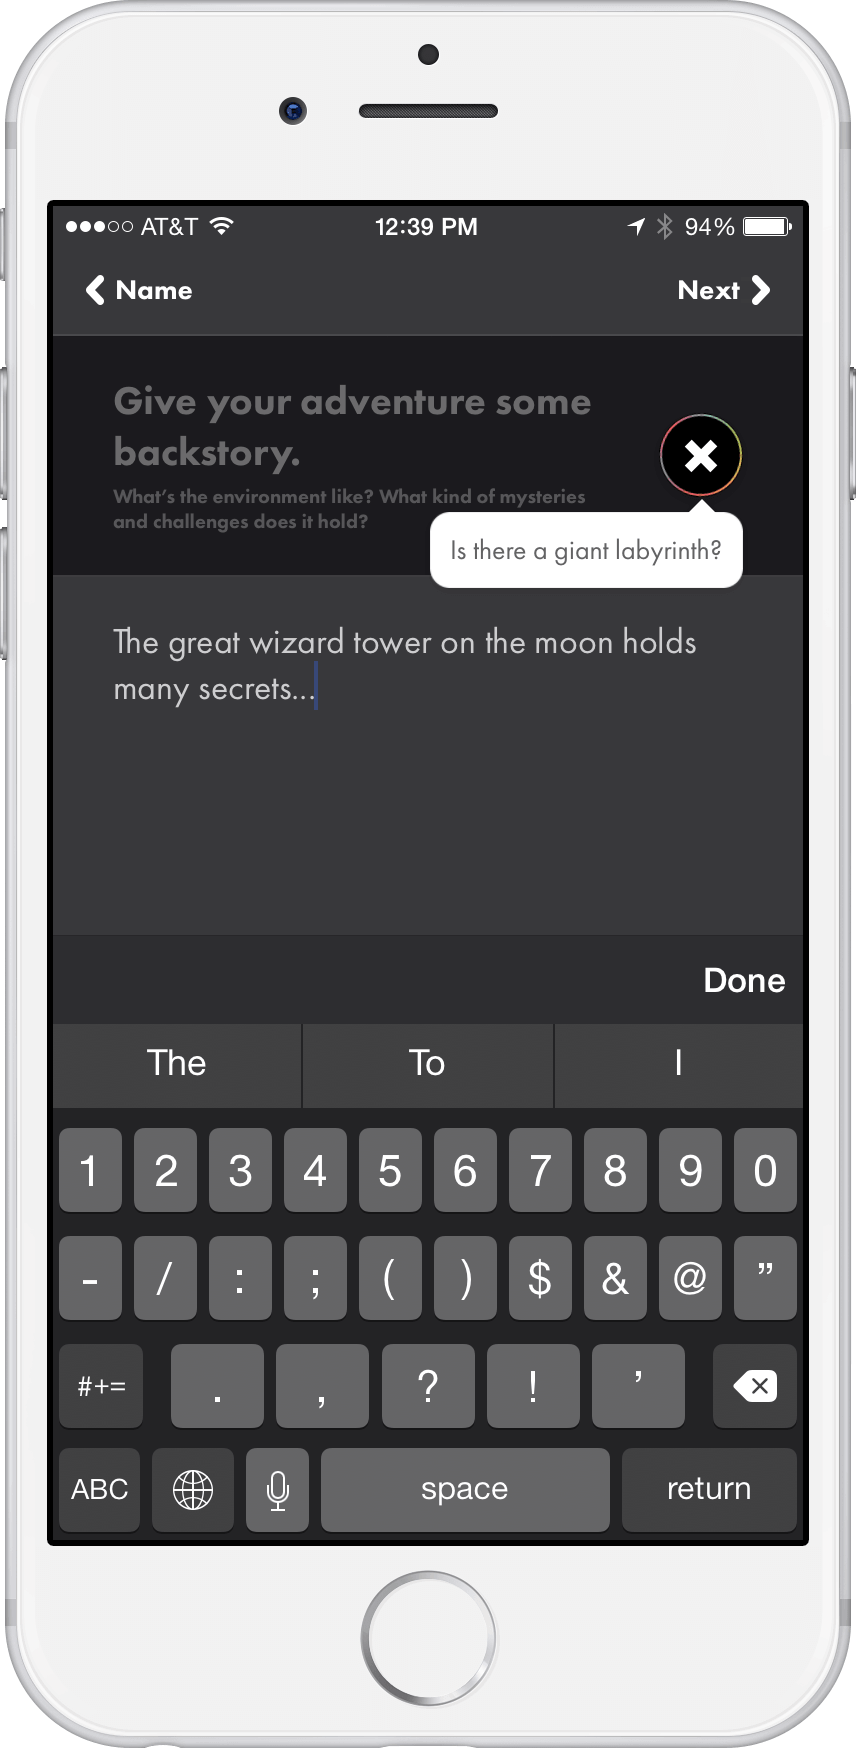 AT&T 12:39 PM 94%
Name Next
Give your adventure some
backstory.
What's the environment like? What kind of mysteries
and challenges does it hold?
Is there a giant labyrinth?
The great wizard tower on the moon holds
many secrets...
Done
The To I
1 2 3 4 5 6 7 8 9 0
- / : ; ( ) $ & @ ”
#+= . , ? ! ’
ABC space return